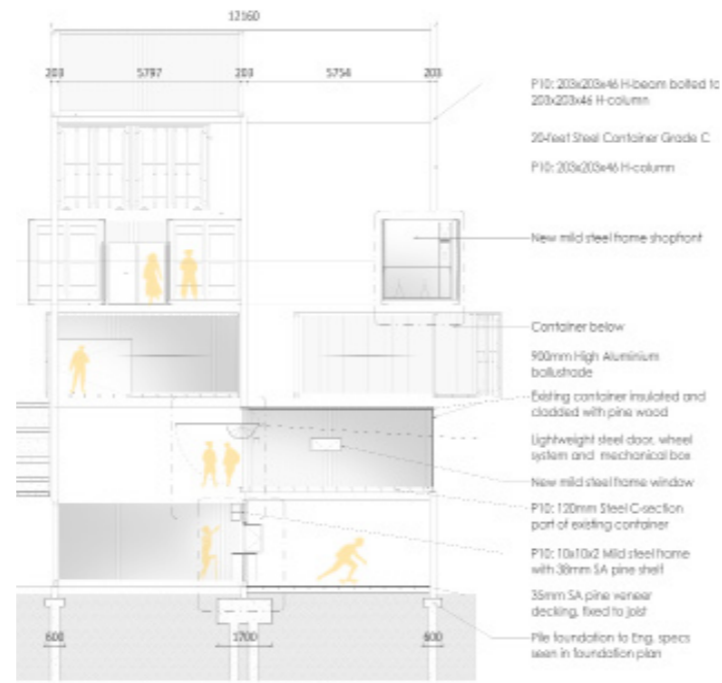 12160
203 5797 203 5754 203
P10: 203x203x46 H-beam bolted to
203x203x46 H-column
20-feet Steel Container Grade C
P10: 203x203x46 H-column
New mild steel frame shopfront
Container below
900mm High Aluminium
ballustrade
Existing container insulated and
cladded with pine wood
Lightweight steel door, wheel
system and mechanical box
New mild steel frame window
P10: 120mm Steel C-section
part of existing container
P10: 10x10x2 Mild steel frame
with 38mm SA pine shelf
35mm SA pine veneer
decking, fixed to joist
Pile foundation to Eng. specs
seen in foundation plan
600 1700 600